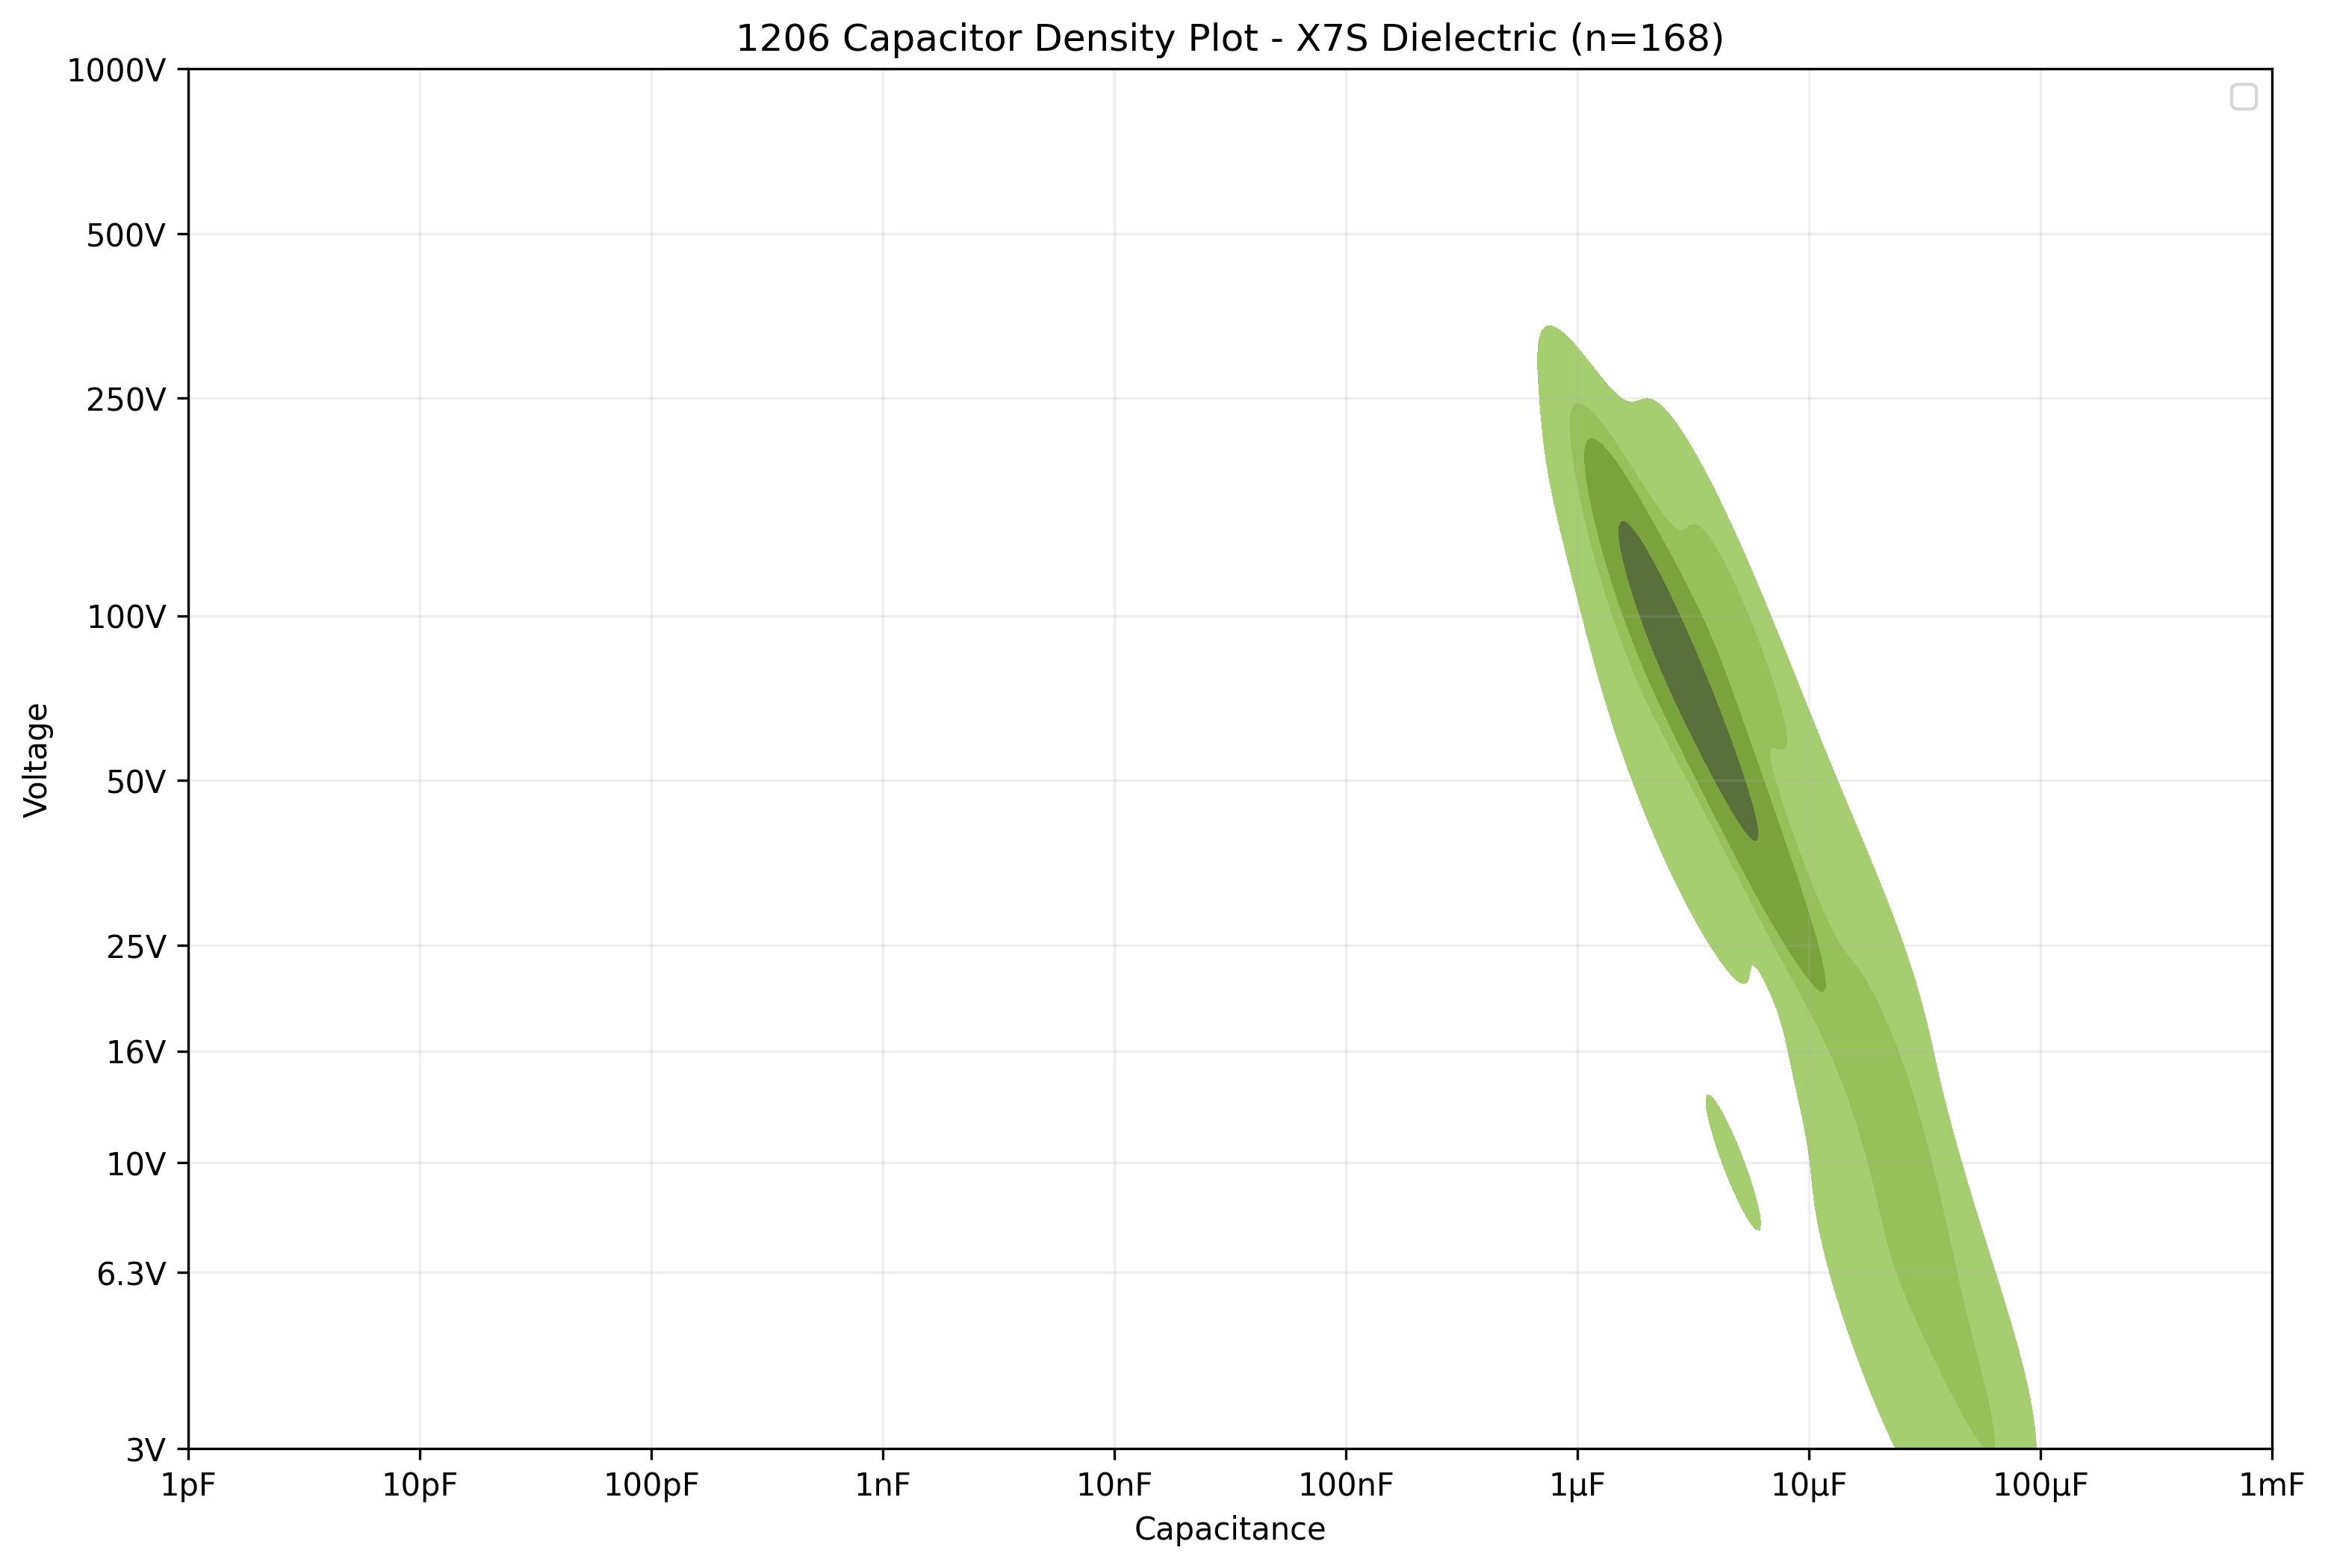 1206 Capacitor Density Plot - X7S Dielectric (n=168)
1000V
500V
250V
100V
50V
25V
16V
10V
6.3V
3V
Voltage
1pF
10pF
100pF
1nF
10nF
100nF
1µF
10µF
100µF
1mF
Capacitance